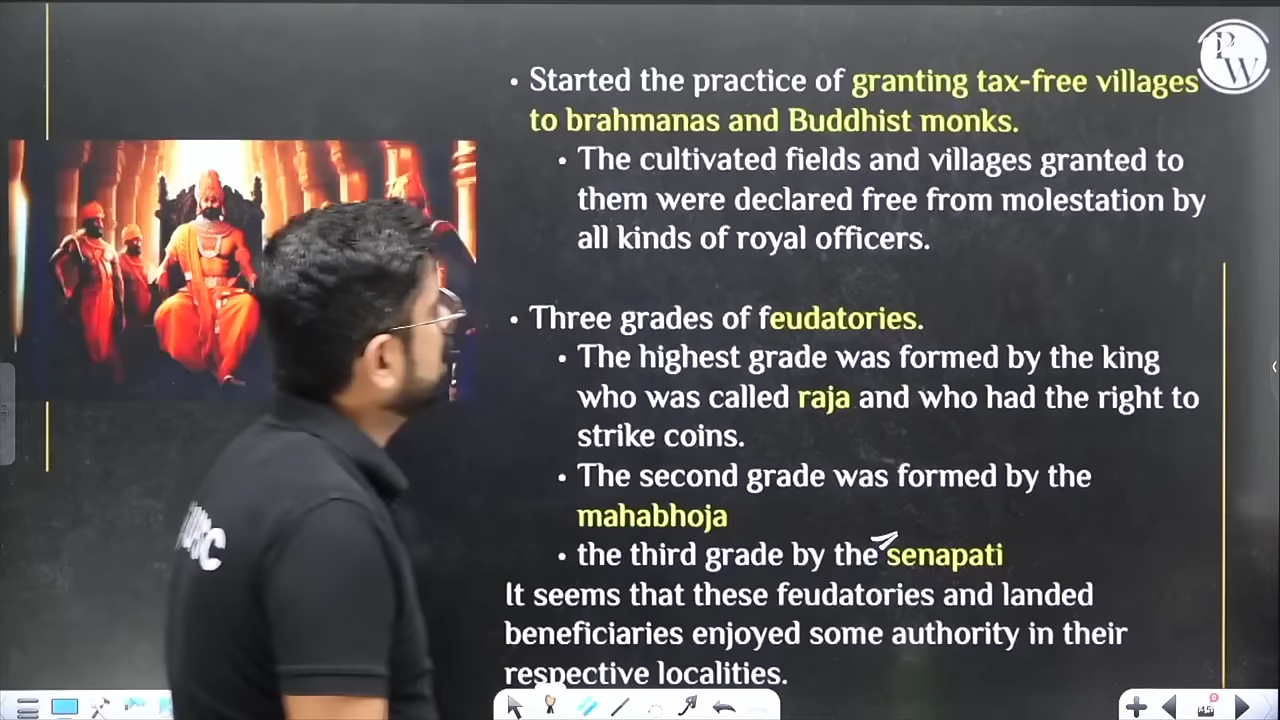 • Started the practice of granting tax-free villages
to brahmanas and Buddhist monks.
• The cultivated fields and villages granted to
them were declared free from molestation by
all kinds of royal officers.
• Three grades of feudatories.
• The highest grade was formed by the king
who was called raja and who had the right to
strike coins.
• The second grade was formed by the
mahabhoja
• the third grade by the senapati
It seems that these feudatories and landed
beneficiaries enjoyed some authority in their
respective localities.
PW